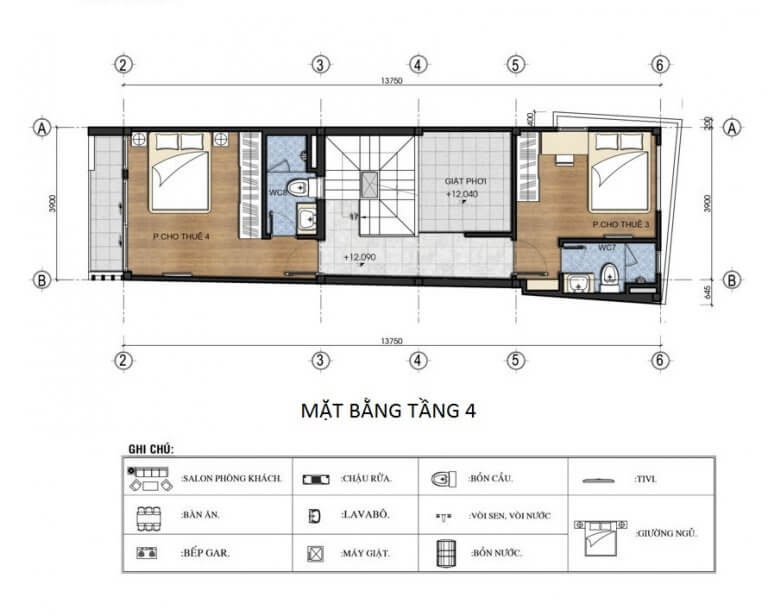 2 3 4 5 6
13750
400
A A
200
GIẶT PHƠI
WC8
+12.040
3900 3900
P.CHO THUÊ 3
17
P.CHO THUÊ 4
WC7
+12.090
B B
645
13750
2 3 4 5 6
MẶT BẰNG TẦNG 4
GHI CHÚ:
:SALON PHÒNG KHÁCH. :CHẬU RỬA. :BỒN CẦU. :TIVI.
:BÀN ĂN. :LAVABÔ. :VÒI SEN, VÒI NƯỚC
:GIƯỜNG NGỦ.
:BẾP GAR. :MÁY GIẶT. :BỒN NƯỚC.